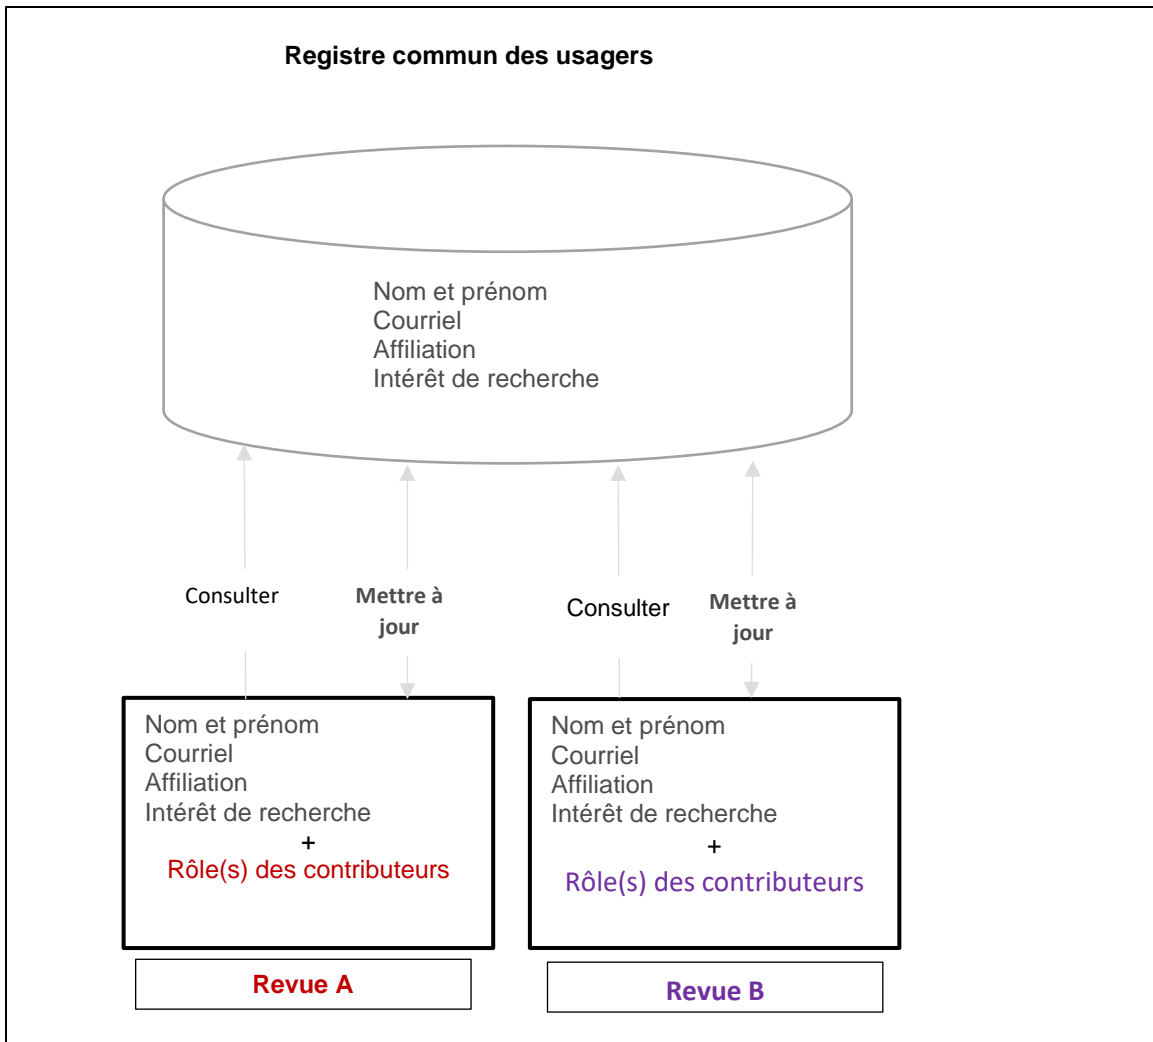 Registre commun des usagers
Nom et prénom
Courriel
Affiliation
Intérêt de recherche
Consulter
Mettre à
jour
Consulter
Mettre à
jour
Nom et prénom
Courriel
Affiliation
Intérêt de recherche
+
Rôle(s) des contributeurs
Revue A
Nom et prénom
Courriel
Affiliation
Intérêt de recherche
+
Rôle(s) des contributeurs
Revue B